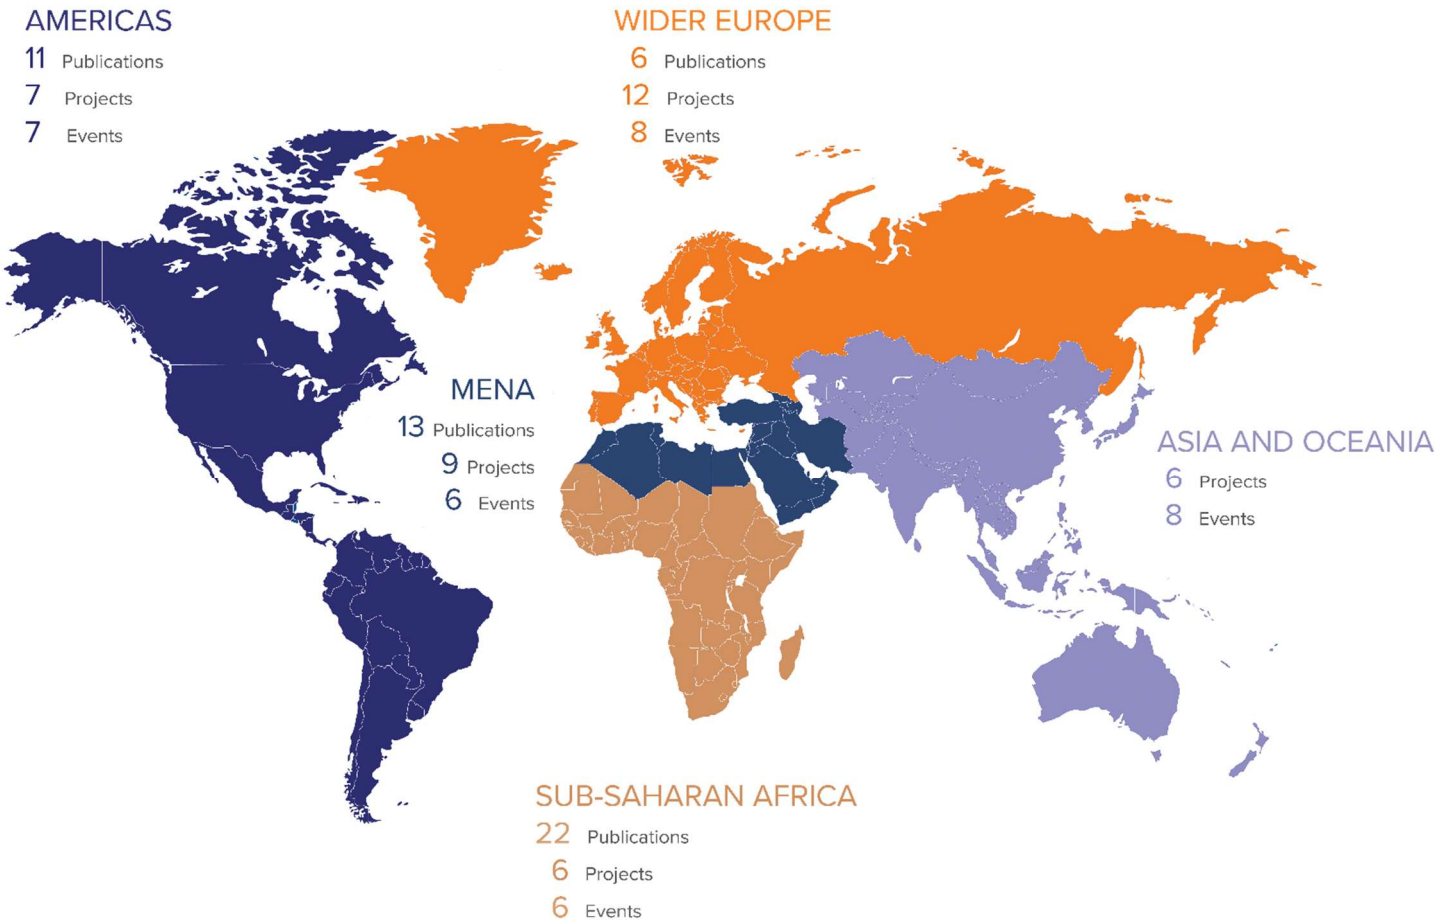 AMERICAS
11 Publications
7 Projects
7 Events
WIDER EUROPE
6 Publications
12 Projects
8 Events
MENA
13 Publications
9 Projects
6 Events
ASIA AND OCEANIA
6 Projects
8 Events
SUB-SAHARAN AFRICA
22 Publications
6 Projects
6 Events